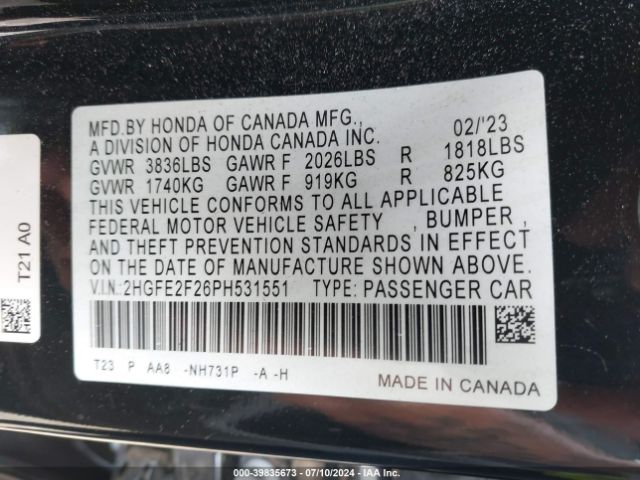 MFD.BY HONDA OF CANADA MFG.,
A DIVISION OF HONDA CANADA INC. 02/'23
GVWR 3836LBS GAWR F 2026LBS R 1818LBS
GVWR 1740KG GAWR F 919KG R 825KG
THIS VEHICLE CONFORMS TO ALL APPLICABLE
FEDERAL MOTOR VEHICLE SAFETY , BUMPER ,
AND THEFT PREVENTION STANDARDS IN EFFECT
ON THE DATE OF MANUFACTURE SHOWN ABOVE.
V.I.N: 2HGFE2F26PH531551 TYPE: PASSENGER CAR
T23 P AA8 -NH731P -A -H
MADE IN CANADA
T21 A0
000-39835673 / 07/10/2024 - IAA Inc.